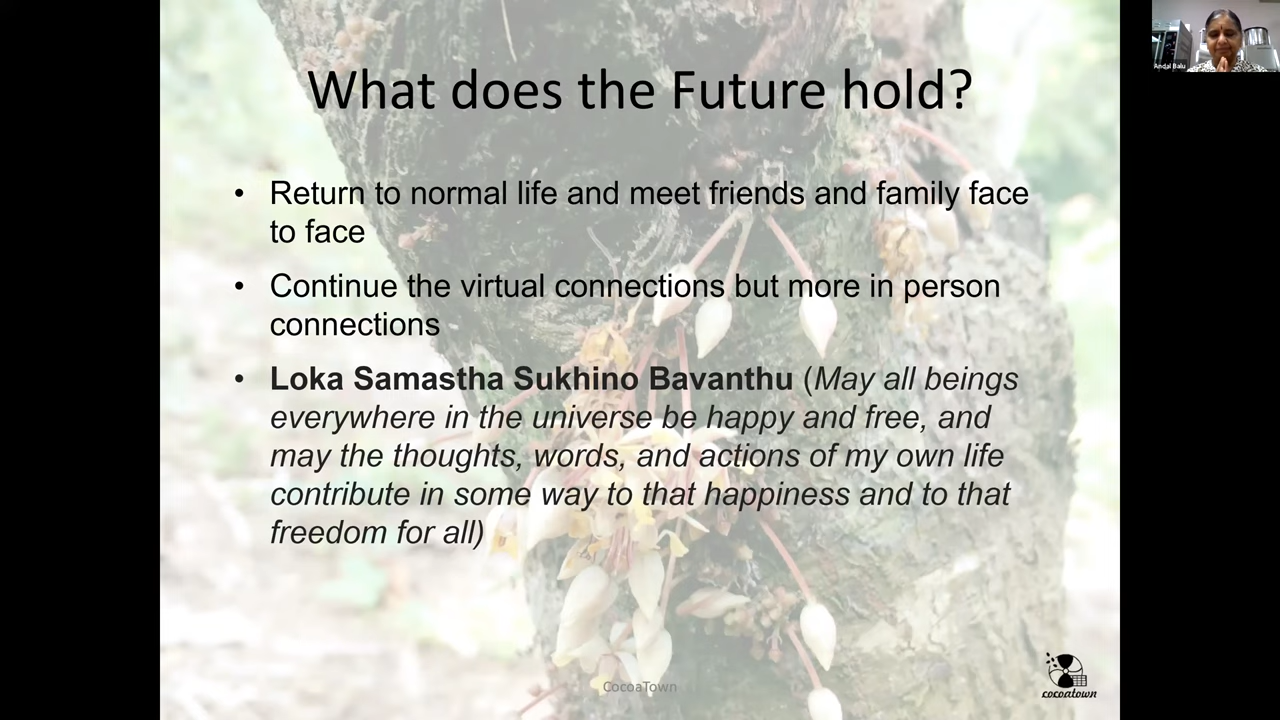 What does the Future hold?
• Return to normal life and meet friends and family face
to face
• Continue the virtual connections but more in person
connections
• Loka Samastha Sukhino Bavanthu (May all beings
everywhere in the universe be happy and free, and
may the thoughts, words, and actions of my own life
contribute in some way to that happiness and to that
freedom for all)
CocoaTown
cocoatown
Andal Balu